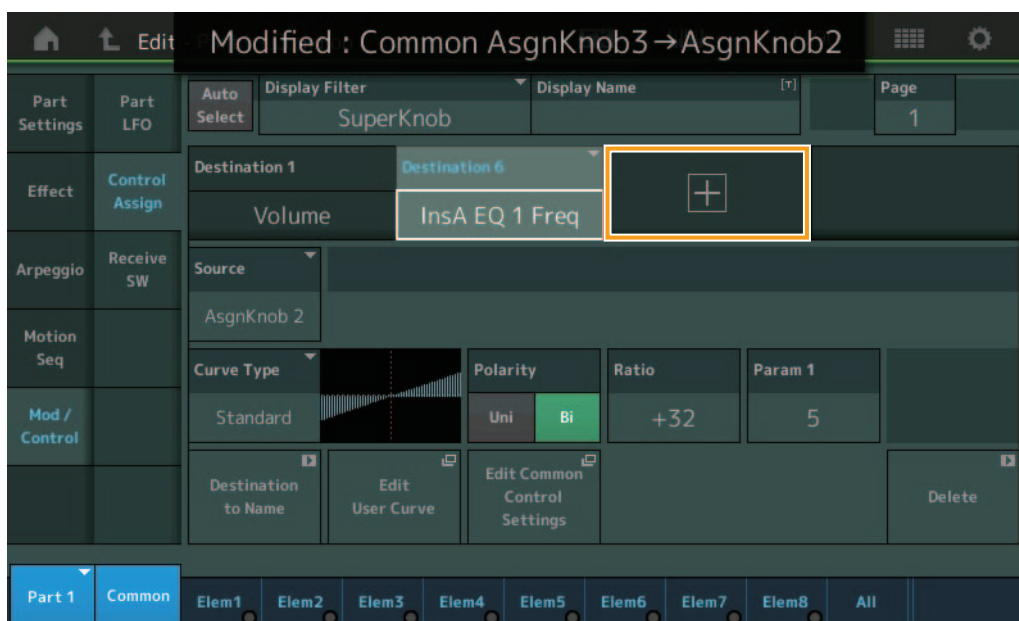 Edit
Modified : Common AsgnKnob3→AsgnKnob2
Part Settings
Part LFO
Auto Select
Display Filter
SuperKnob
Display Name
[T]
Page
1
Effect
Control Assign
Destination 1
Volume
Destination 6
InsA EQ 1 Freq
Arpeggio
Receive SW
Source
AsgnKnob 2
Motion Seq
Curve Type
Standard
Polarity
Uni
Bi
Ratio
+32
Param 1
5
Mod / Control
Destination to Name
Edit User Curve
Edit Common Control Settings
Delete
Part 1
Common
Elem1
Elem2
Elem3
Elem4
Elem5
Elem6
Elem7
Elem8
All